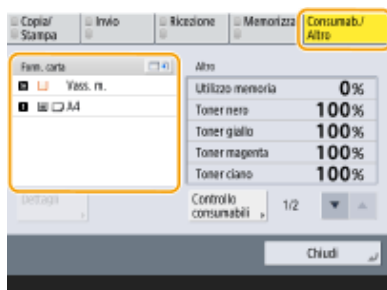 Copia/
Stampa
Invio
Ricezione
Memorizza
Consumab./
Altro
Form. carta
Vass. m.
A4
Altro
Utilizzo memoria 0%
Toner nero 100%
Toner giallo 100%
Toner magenta 100%
Toner ciano 100%
Dettagli
Controllo
consumabili
1/2
Chiudi